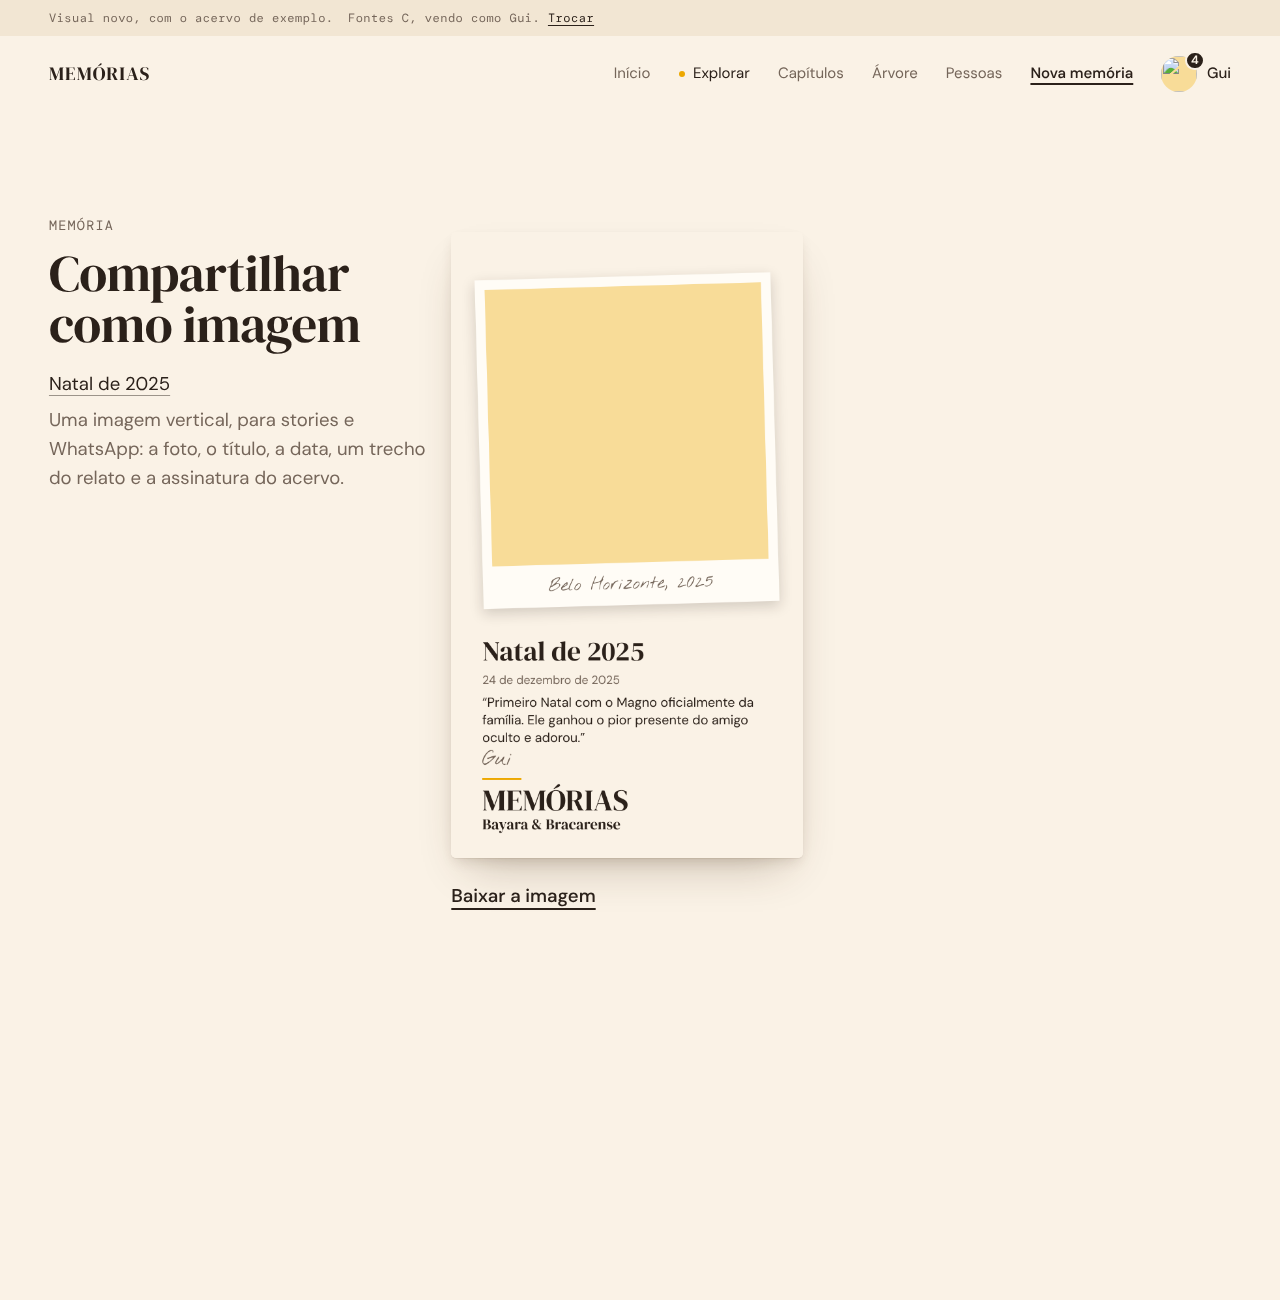 Visual novo, com o acervo de exemplo. Fontes C, vendo como Gui. Trocar
MEMÓRIAS
Início
Explorar
Capítulos
Árvore
Pessoas
Nova memória
4
Gui
MEMÓRIA
Compartilhar
como imagem
Natal de 2025
Uma imagem vertical, para stories e
WhatsApp: a foto, o título, a data, um trecho
do relato e a assinatura do acervo.
Belo Horizonte, 2025
Natal de 2025
24 de dezembro de 2025
“Primeiro Natal com o Magno oficialmente da
família. Ele ganhou o pior presente do amigo
oculto e adorou.”
Gui
MEMÓRIAS
Bayara & Bracarense
Baixar a imagem